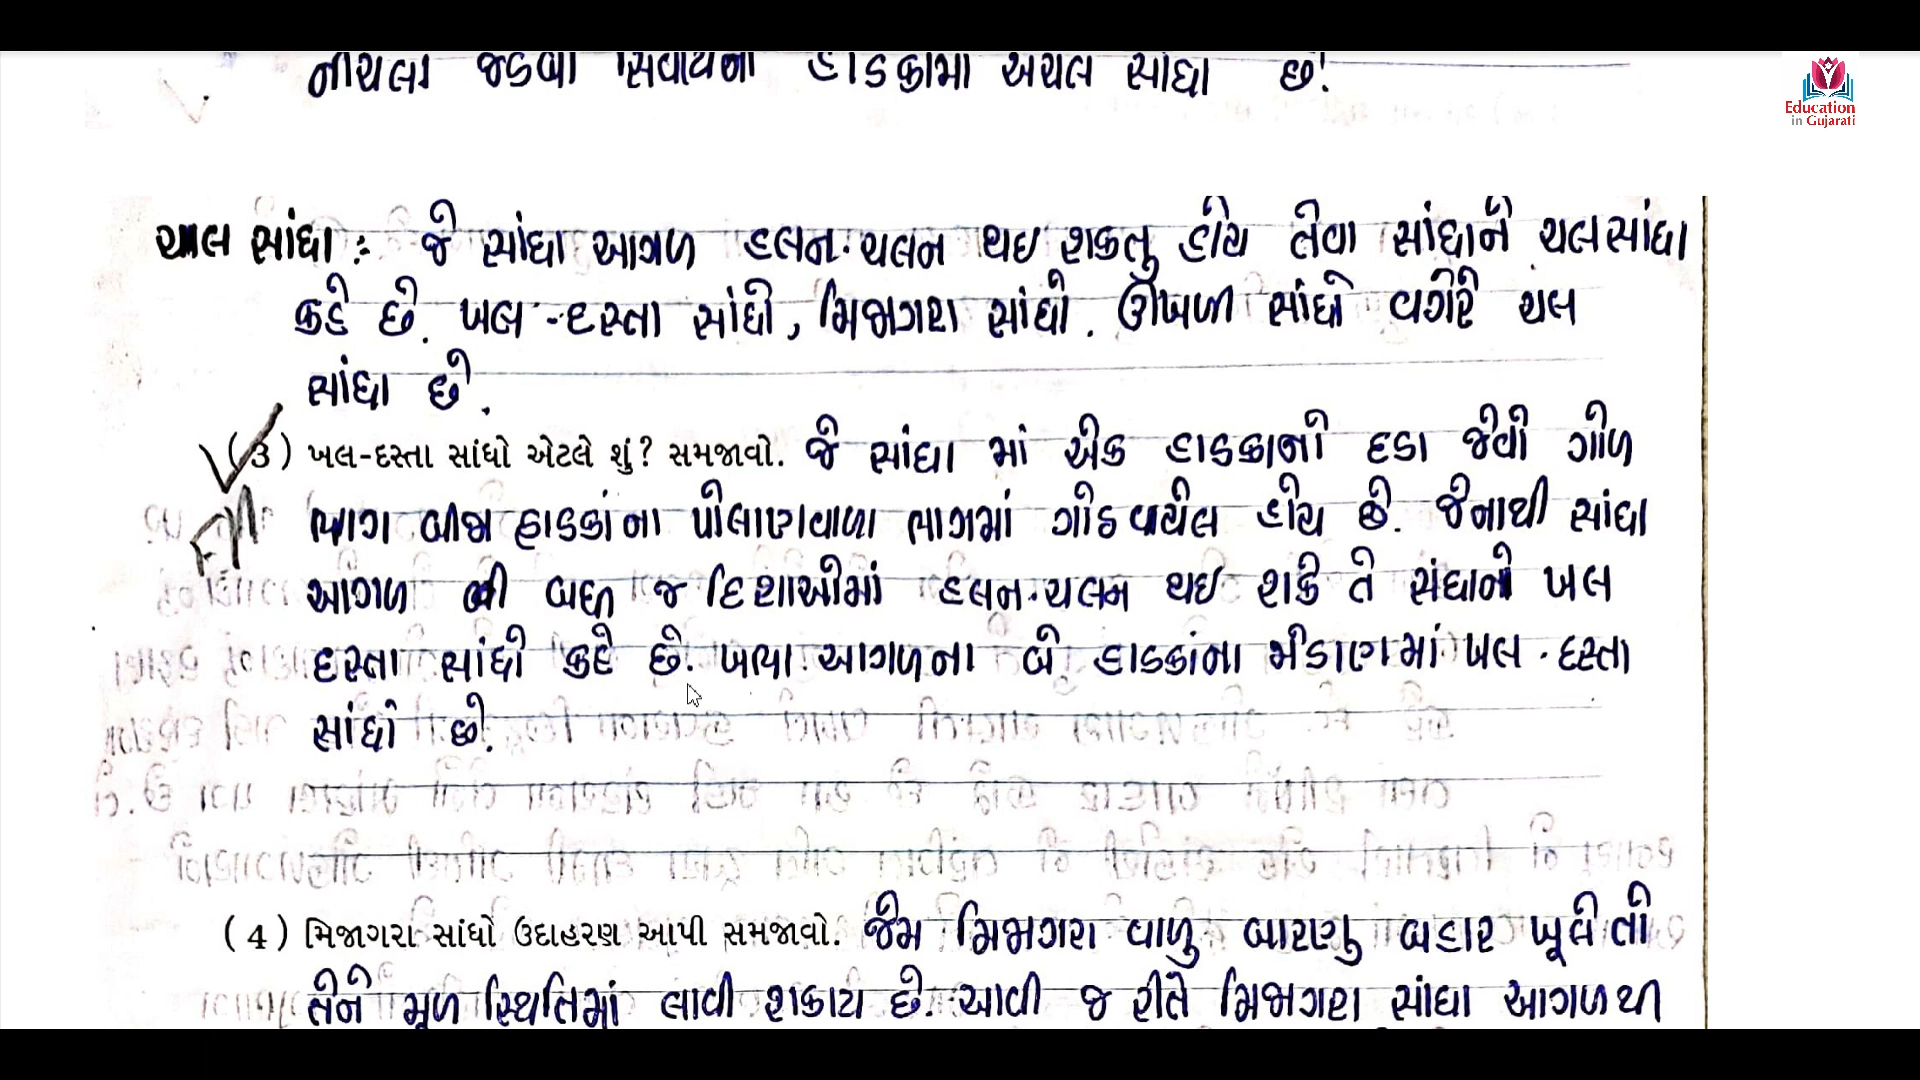 નીચલા જડબા સિવાયના હાડકામાં અચલ સાંધા છે.
Education
in Gujarati
ચલ સાંધા : જે સાંધા આગળ હલન-ચલન થઇ શકતુ હોય તેવા સાંધાને ચલસાંધા
કહે છે. ખલ-દસ્તા સાંધો, મિજાગરા સાંધો. ઊખળી સાંધો વગેરે ચલ
સાંધા છે.
(3) ખલ-દસ્તા સાંધો એટલે શું? સમજાવો. જે સાંધા માં એક હાડકાનો દડા જેવો ગોળ
ભાગ બીજા હાડકાંના પોલાણવાળા ભાગમાં ગોઠવાયેલ હોય છે. જેનાથી સાંધા
આગળ બધી જ દિશાઓમાં હલન-ચલન થઇ શકે તે સંધાને ખલ
દસ્તા સાંધો કહે છે. ખભા આગળના બે હાડકાંના જોડાણમાં ખલ-દસ્તા
સાંધો છે.
(4) મિજાગરા સાંધો ઉદાહરણ આપી સમજાવો. જેમ મિજાગરા વાળુ બારણુ બહાર ખૂલે તો
તેને મૂળ સ્થિતિમાં લાવી શકાય છે. આવી જ રીતે મિજાગરા સાંધા આગળથી